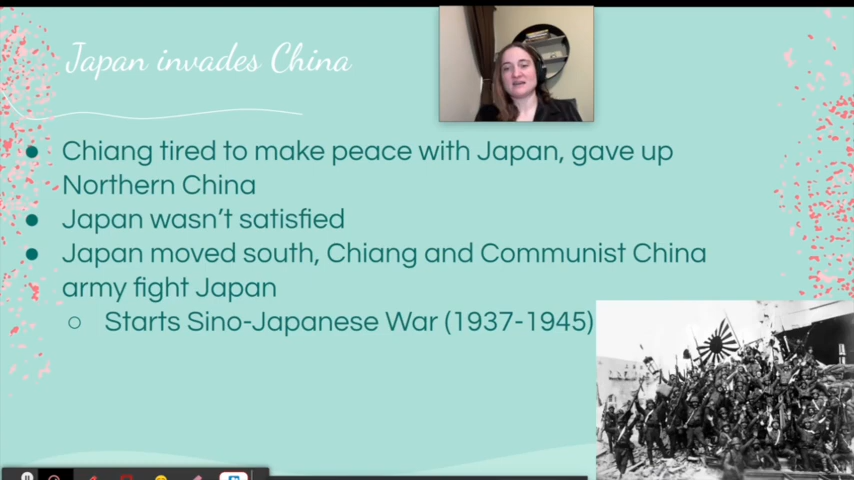 Japan invades China
● Chiang tired to make peace with Japan, gave up
Northern China
● Japan wasn't satisfied
● Japan moved south, Chiang and Communist China
army fight Japan
○ Starts Sino-Japanese War (1937-1945)